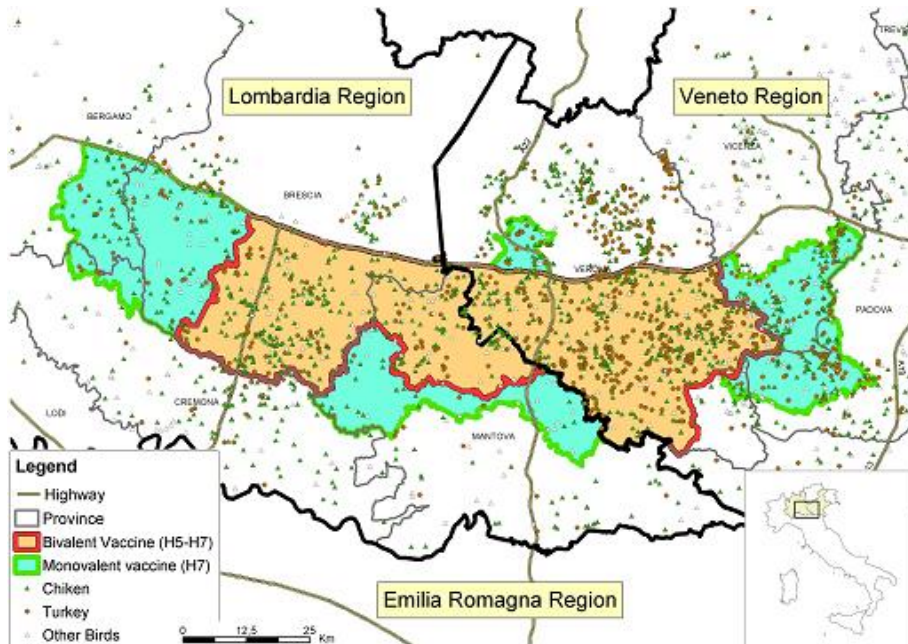 TREVI
Lombardia Region
Veneto Region
BERGAMO
VICENZA
BRESCIA
VERONA
PADOVA
CREMONA
LODI
MANTOVA
Legend
Highway
Province
Bivalent Vaccine (H5-H7)
Monovalent vaccine (H7)
Chiken
Turkey
Other Birds
0 12,5 25
Km
Emilia Romagna Region